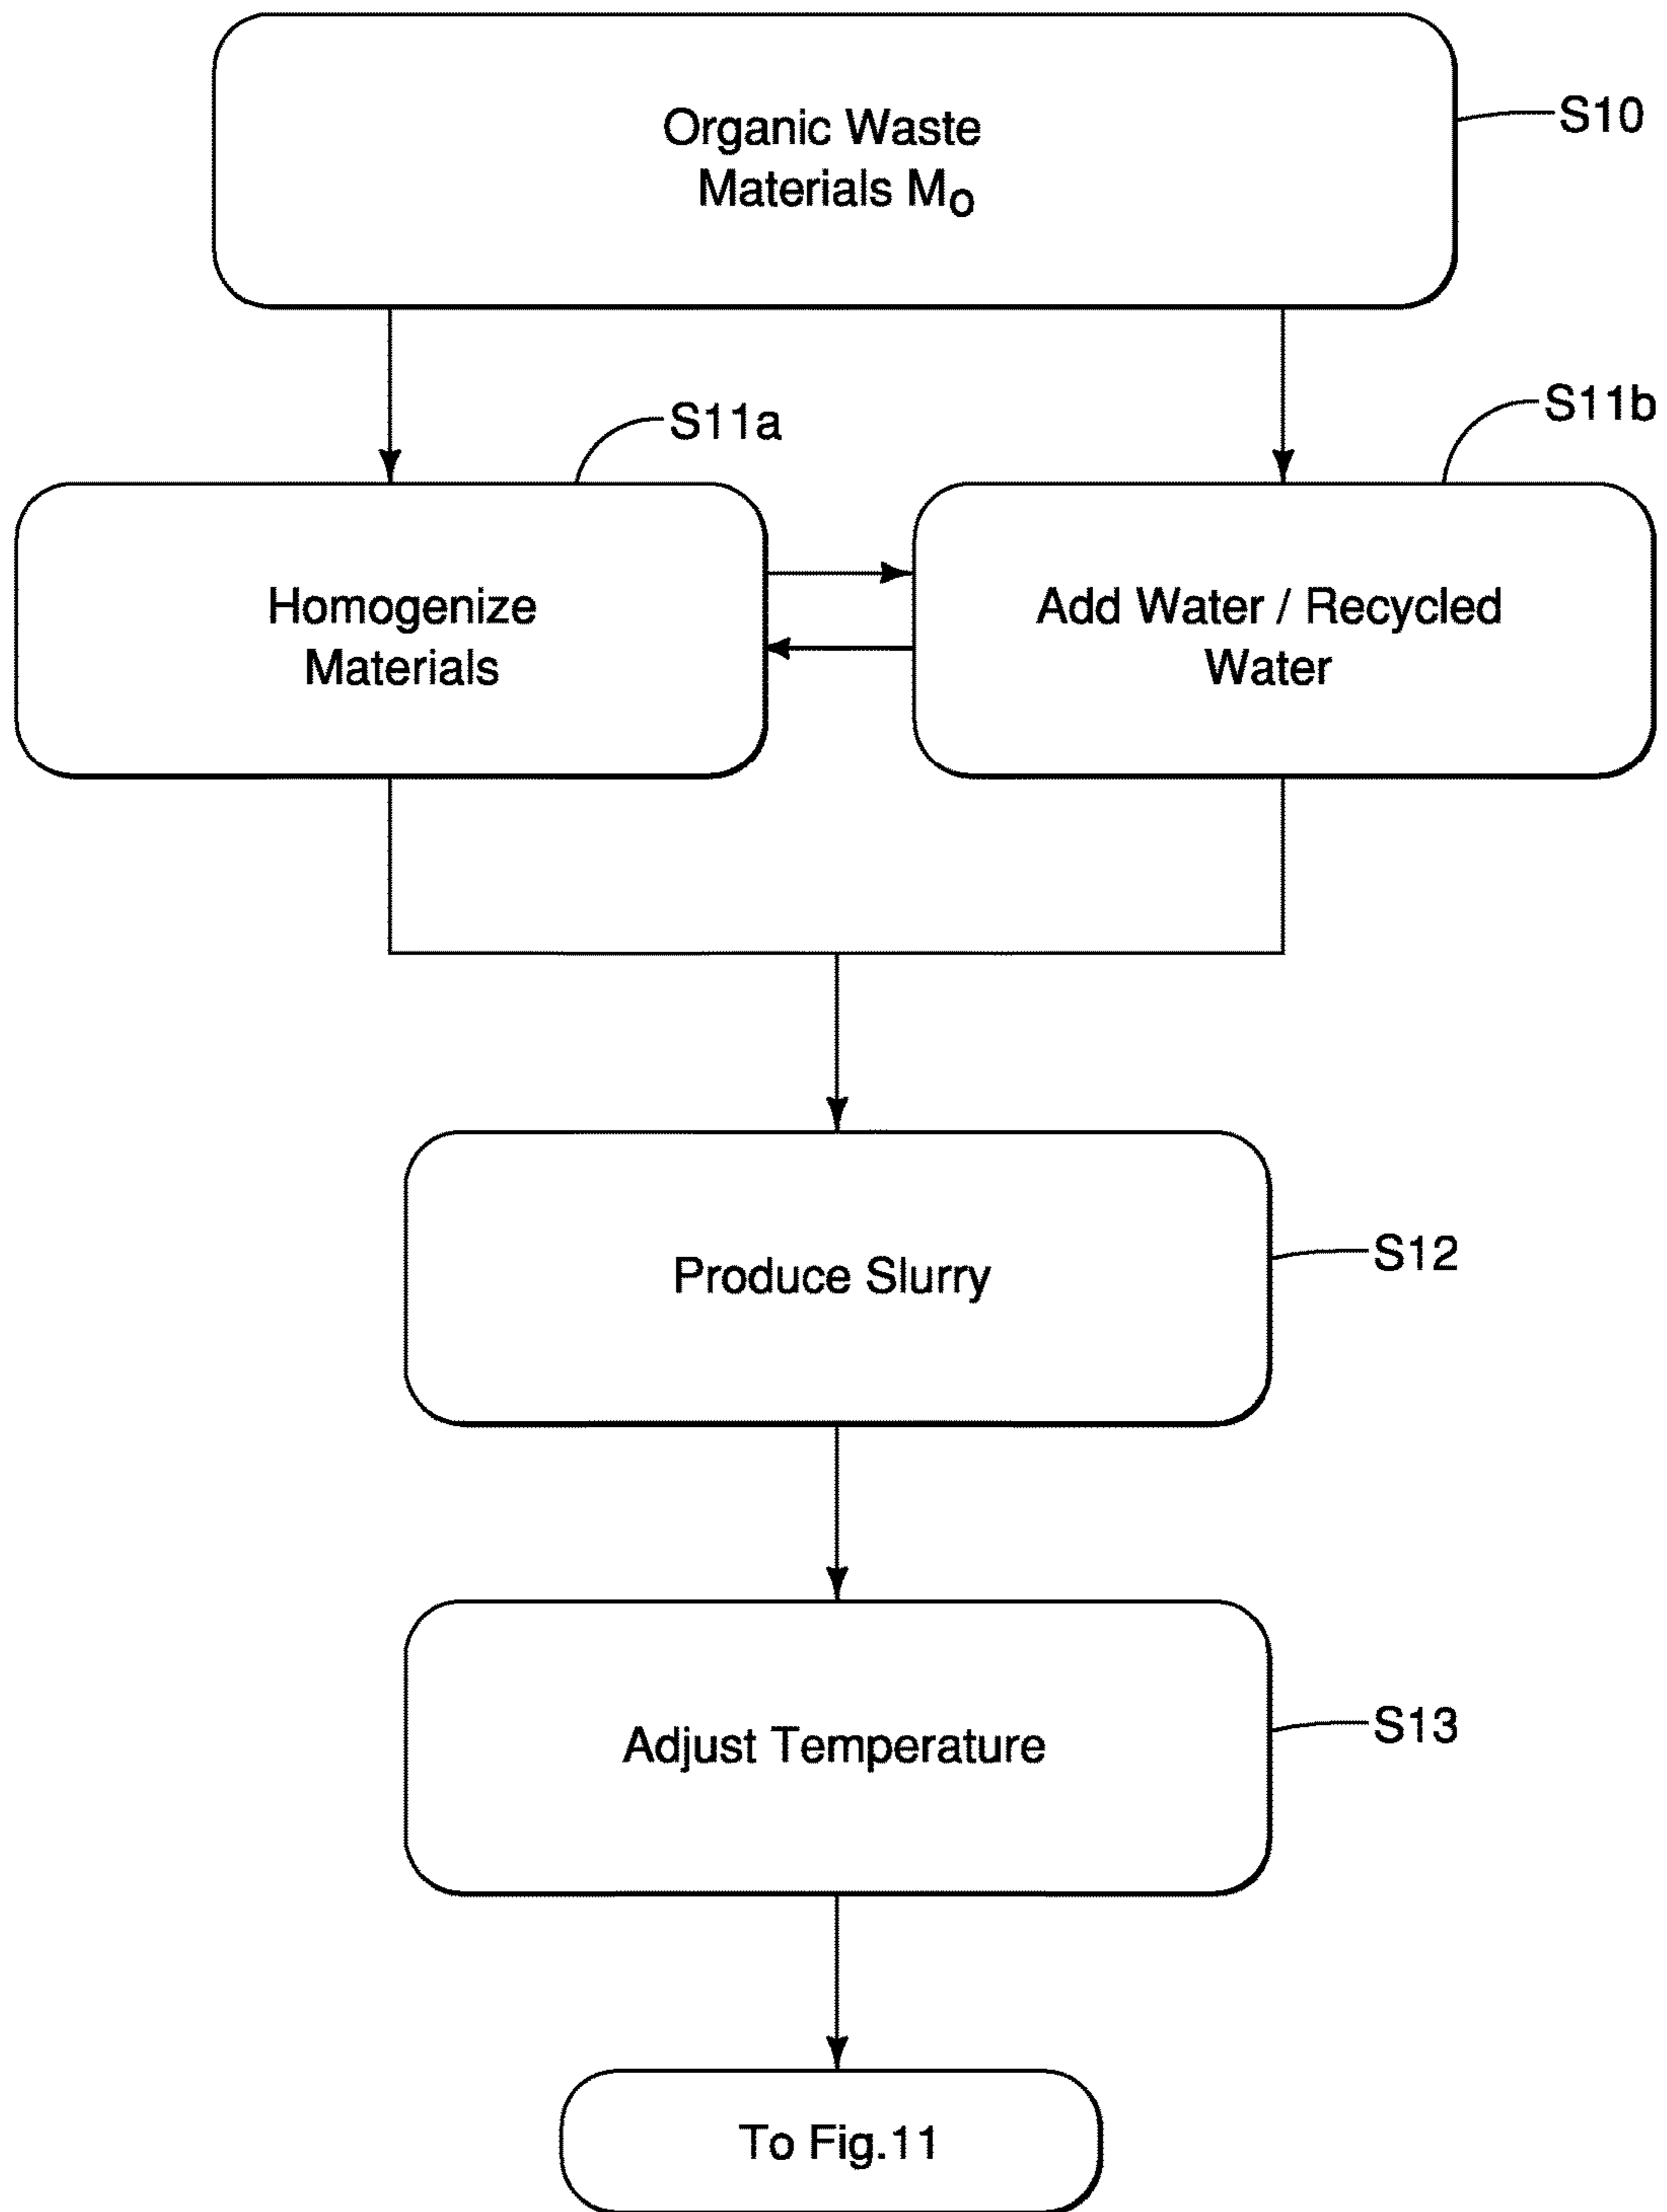 Organic Waste
Materials Mo
S10
S11a
S11b
Homogenize
Materials
Add Water / Recycled
Water
Produce Slurry
S12
Adjust Temperature
S13
To Fig.11